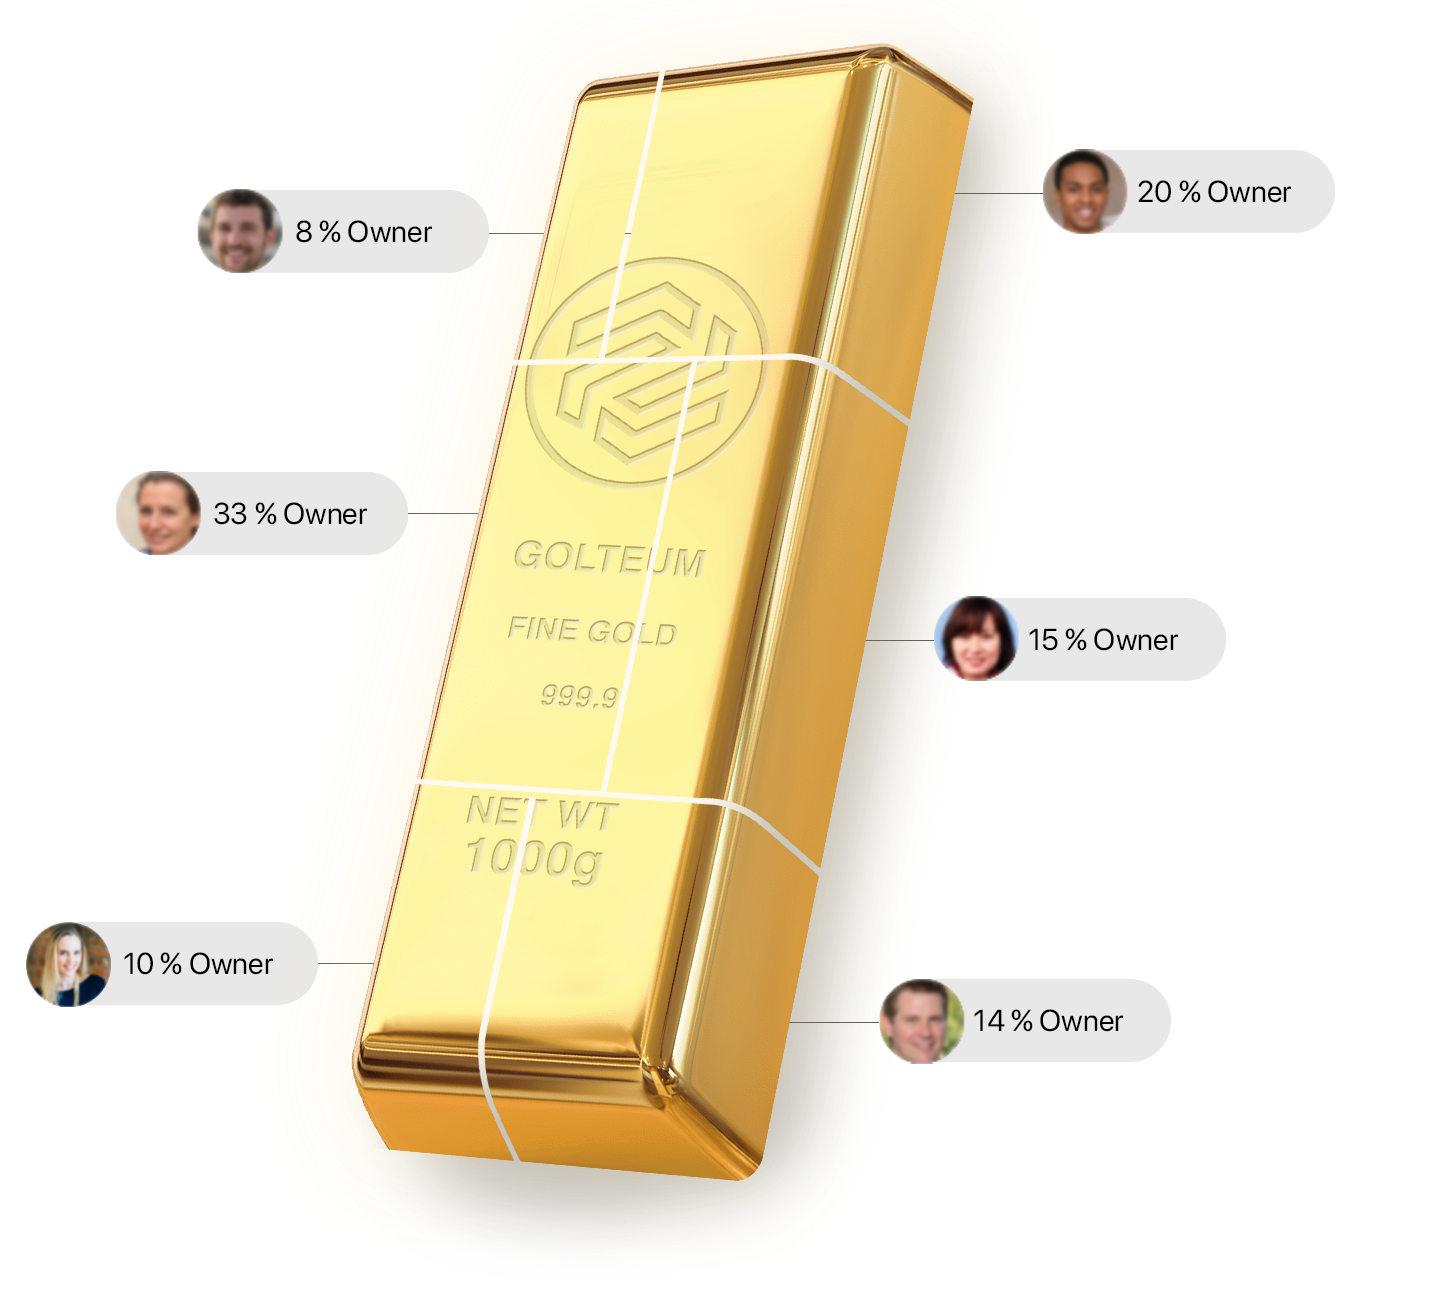 20 % Owner
8 % Owner
33 % Owner
GOLTEUM
FINE GOLD
999.9
15 % Owner
NET WT
1000g
10 % Owner
14 % Owner